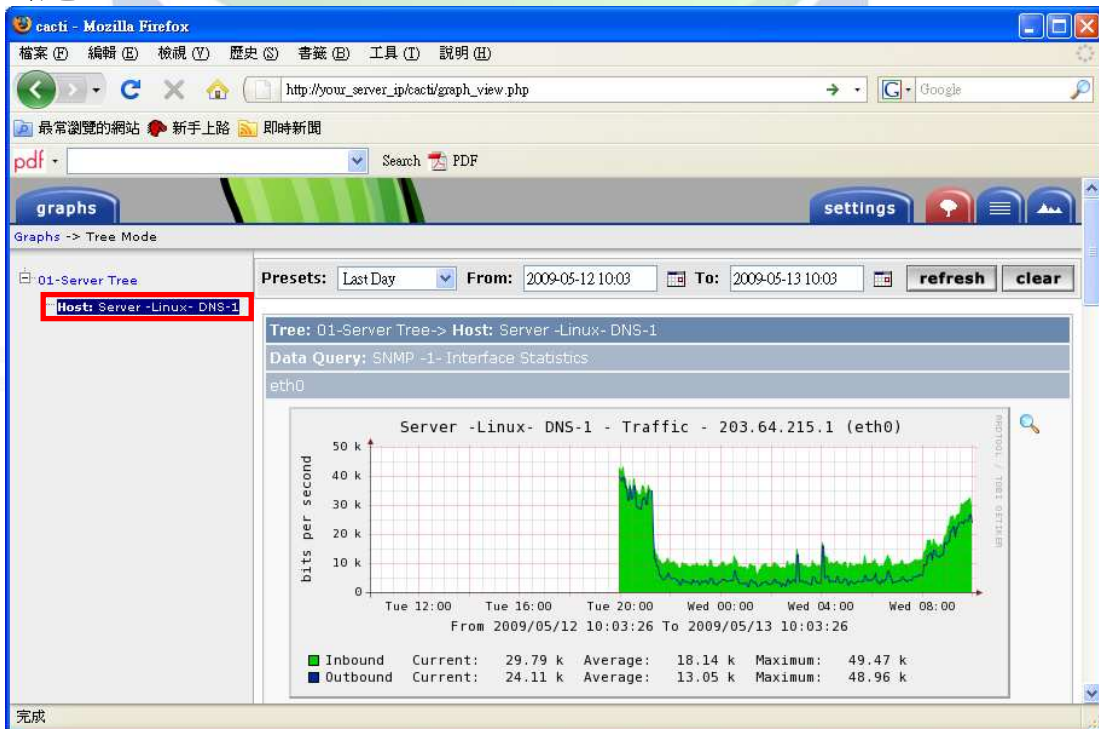 cacti - Mozilla Firefox
檔案(F) 編輯(E) 檢視(V) 歷史(S) 書籤(B) 工具(T) 說明(H)
http://your_server_ip/cacti/graph_view.php
Google
最常瀏覽的網站 新手上路 即時新聞
pdf Search PDF
graphs settings
Graphs -> Tree Mode
01-Server Tree
Host: Server -Linux- DNS-1
Presets: Last Day From: 2009-05-12 10:03 To: 2009-05-13 10:03 refresh clear
Tree: 01-Server Tree-> Host: Server -Linux- DNS-1
Data Query: SNMP -1- Interface Statistics
eth0
Server -Linux- DNS-1 - Traffic - 203.64.215.1 (eth0)
RRDTOOL / TOBI OETIKER
bits per second
50 k
40 k
30 k
20 k
10 k
0
Tue 12:00 Tue 16:00 Tue 20:00 Wed 00:00 Wed 04:00 Wed 08:00
From 2009/05/12 10:03:26 To 2009/05/13 10:03:26
Inbound Current: 29.79 k Average: 18.14 k Maximum: 49.47 k
Outbound Current: 24.11 k Average: 13.05 k Maximum: 48.96 k
完成